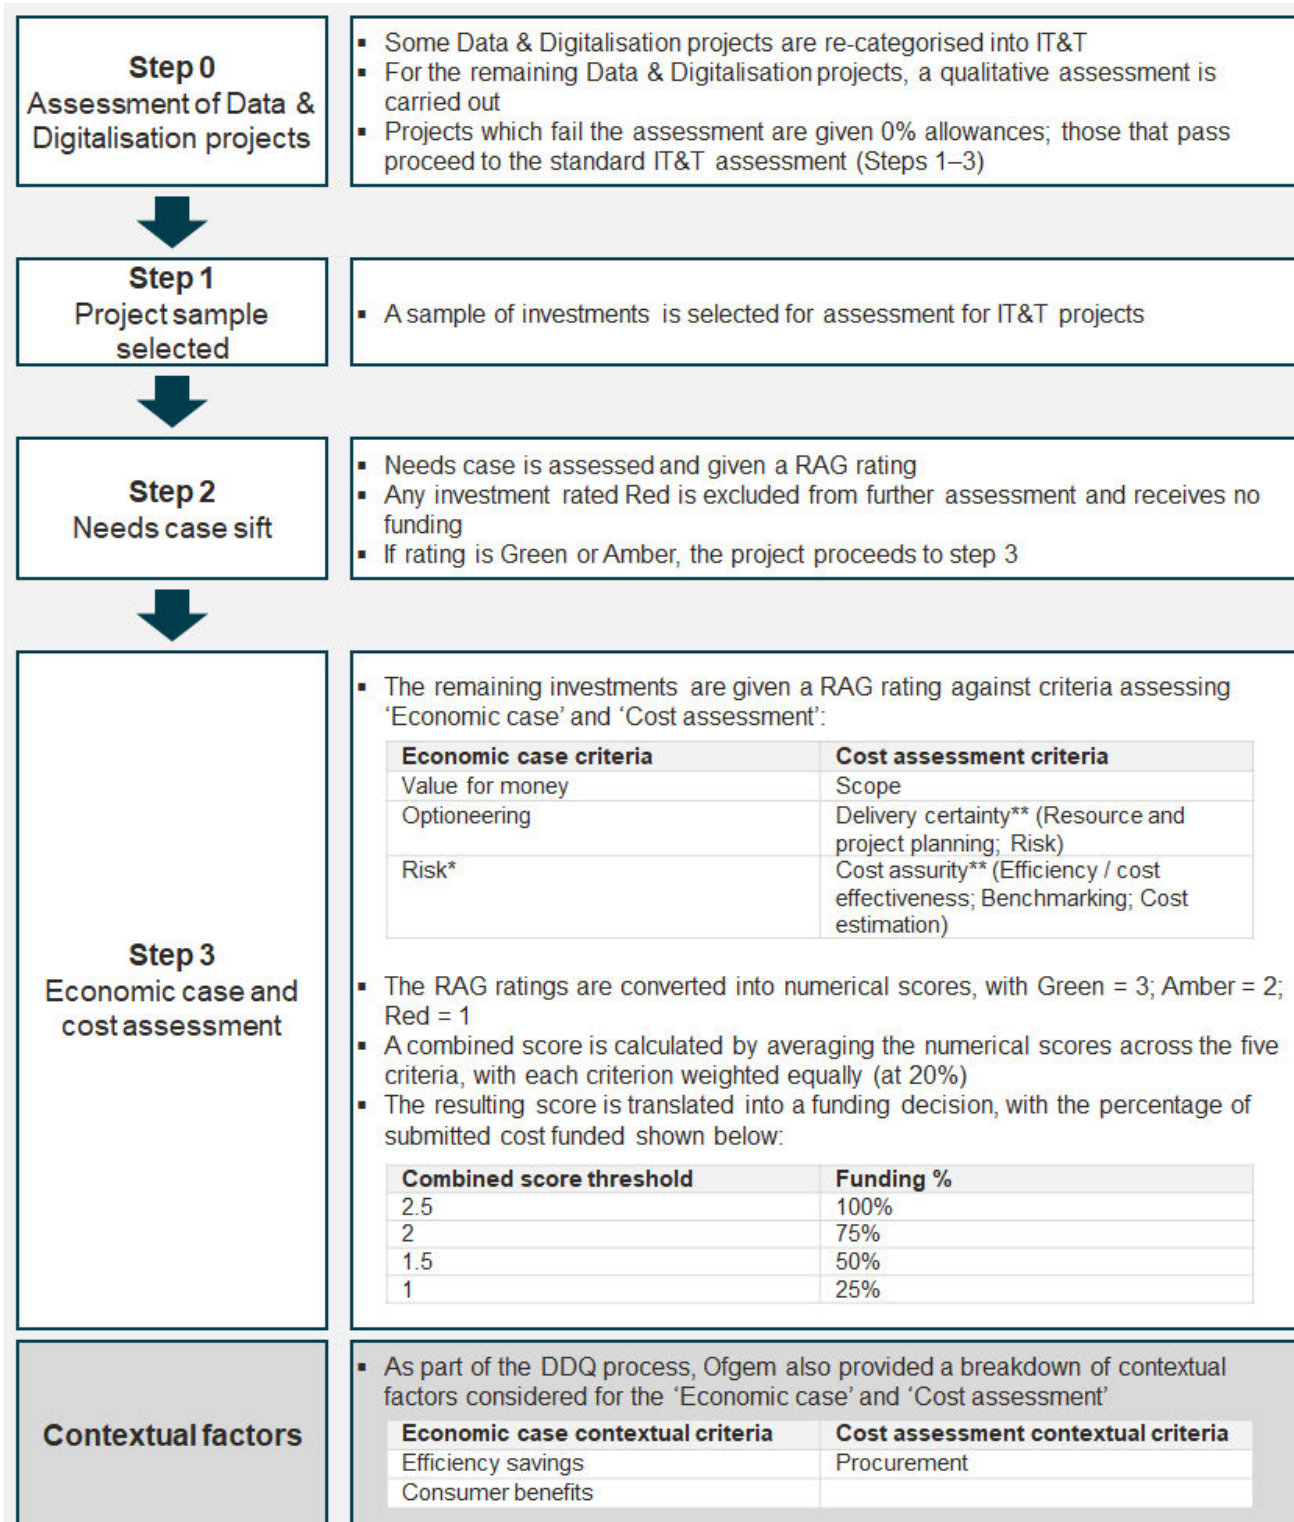 Step 0
Assessment of Data &
Digitalisation projects
▪ Some Data & Digitalisation projects are re-categorised into IT&T
▪ For the remaining Data & Digitalisation projects, a qualitative assessment is
carried out
▪ Projects which fail the assessment are given 0% allowances; those that pass
proceed to the standard IT&T assessment (Steps 1–3)
Step 1
Project sample
selected
▪ A sample of investments is selected for assessment for IT&T projects
Step 2
Needs case sift
▪ Needs case is assessed and given a RAG rating
▪ Any investment rated Red is excluded from further assessment and receives no
funding
▪ If rating is Green or Amber, the project proceeds to step 3
Step 3
Economic case and
cost assessment
▪ The remaining investments are given a RAG rating against criteria assessing
‘Economic case’ and ‘Cost assessment’:
Economic case criteria Cost assessment criteria
Value for money Scope
Optioneering Delivery certainty** (Resource and
project planning; Risk)
Risk* Cost assurity** (Efficiency / cost
effectiveness; Benchmarking; Cost
estimation)
▪ The RAG ratings are converted into numerical scores, with Green = 3; Amber = 2;
Red = 1
▪ A combined score is calculated by averaging the numerical scores across the five
criteria, with each criterion weighted equally (at 20%)
▪ The resulting score is translated into a funding decision, with the percentage of
submitted cost funded shown below:
Combined score threshold Funding %
2.5 100%
2 75%
1.5 50%
1 25%
Contextual factors
▪ As part of the DDQ process, Ofgem also provided a breakdown of contextual
factors considered for the ‘Economic case’ and ‘Cost assessment’
Economic case contextual criteria Cost assessment contextual criteria
Efficiency savings Procurement
Consumer benefits